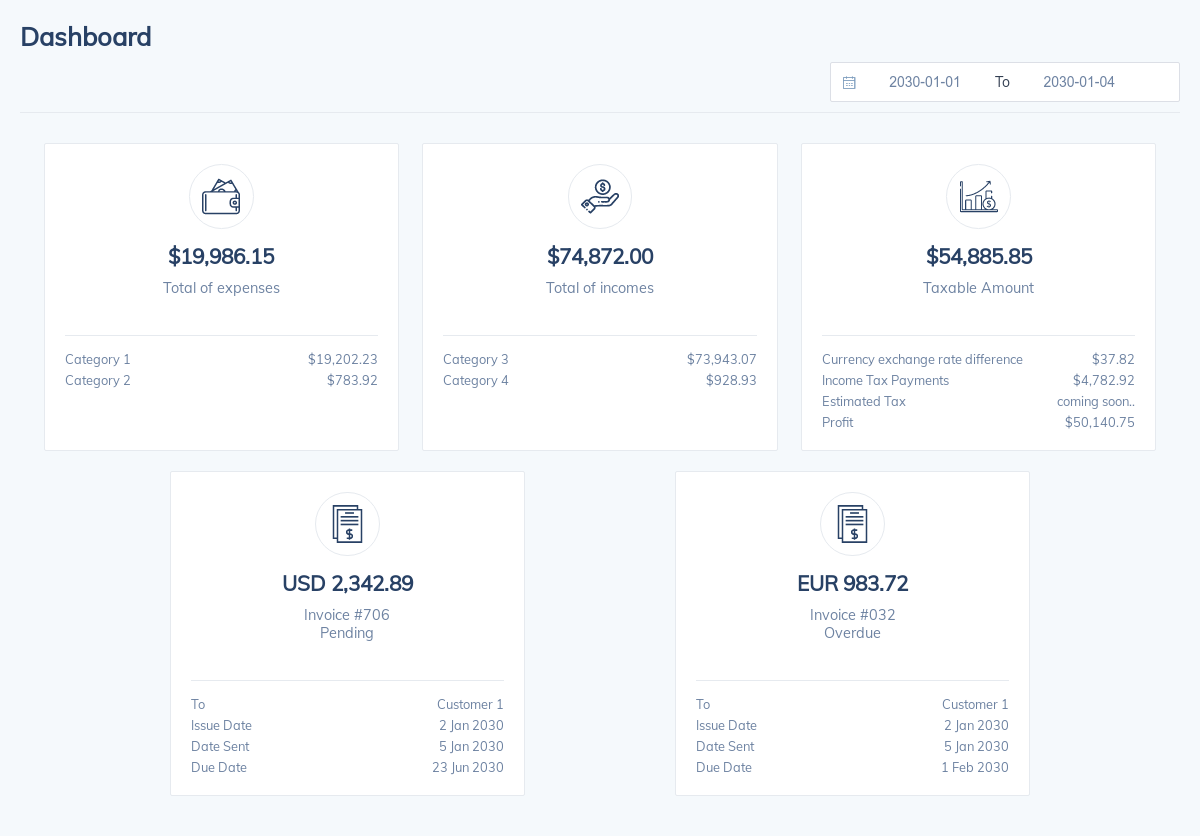 Dashboard
2030-01-01 To 2030-01-04
$19,986.15
Total of expenses
Category 1 $19,202.23
Category 2 $783.92
$74,872.00
Total of incomes
Category 3 $73,943.07
Category 4 $928.93
$54,885.85
Taxable Amount
Currency exchange rate difference $37.82
Income Tax Payments $4,782.92
Estimated Tax coming soon..
Profit $50,140.75
USD 2,342.89
Invoice #706
Pending
To Customer 1
Issue Date 2 Jan 2030
Date Sent 5 Jan 2030
Due Date 23 Jun 2030
EUR 983.72
Invoice #032
Overdue
To Customer 1
Issue Date 2 Jan 2030
Date Sent 5 Jan 2030
Due Date 1 Feb 2030